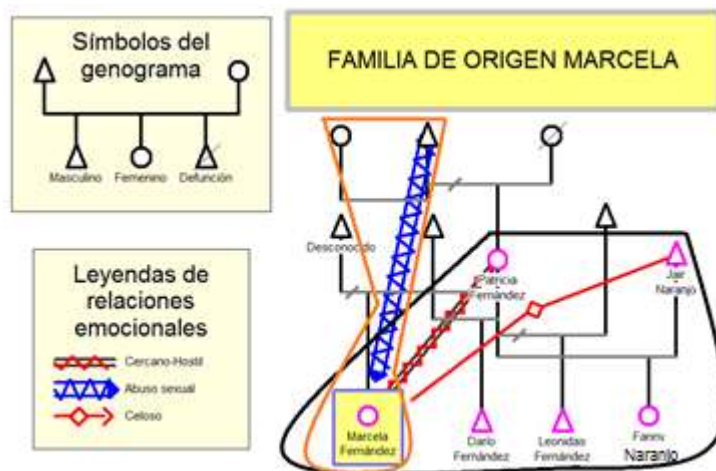 Símbolos del
genograma
Masculino
Femenino
Defunción
FAMILIA DE ORIGEN MARCELA
Desconocido
Patricia
Fernández
Jair
Naranjo
Leyendas de
relaciones
emocionales
Cercano-Hostil
Abuso sexual
Celoso
Marcela
Fernández
Darío
Fernández
Leonidas
Fernández
Fanny
Naranjo